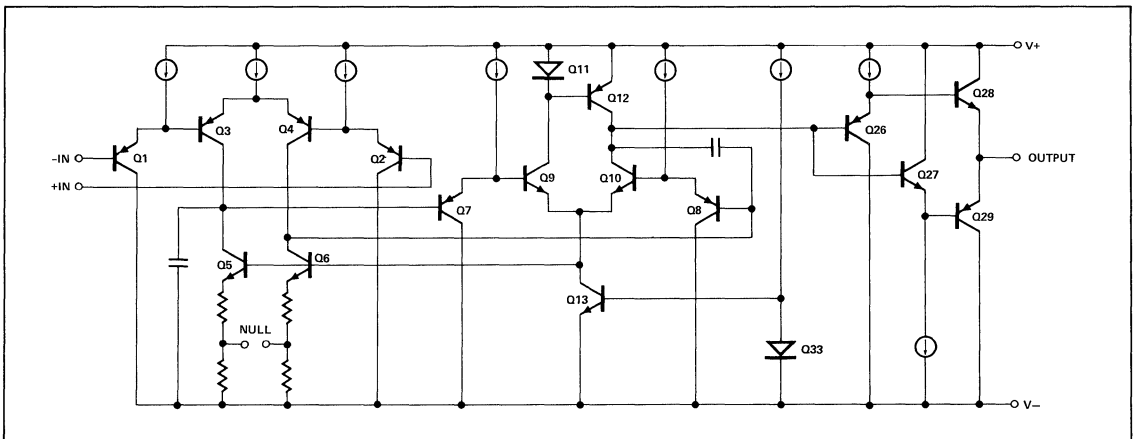 V+
Q11
Q12
Q28
Q3
Q4
Q26
Q1
Q2
−IN
+IN
Q9
Q10
Q27
OUTPUT
Q7
Q8
Q29
Q5
Q6
Q13
NULL
Q33
V−